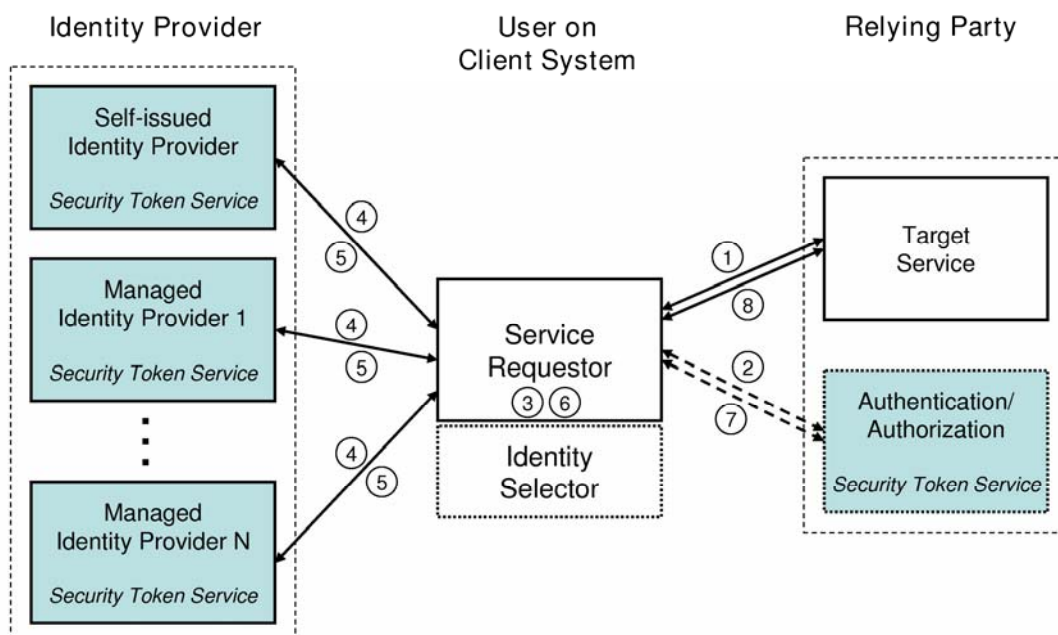 Identity Provider
User on
Client System
Relying Party
Self-issued
Identity Provider
Security Token Service
Managed
Identity Provider 1
Security Token Service
Managed
Identity Provider N
Security Token Service
4
5
4
5
4
5
Service
Requestor
3 6
Identity
Selector
1
8
2
7
Target
Service
Authentication/
Authorization
Security Token Service